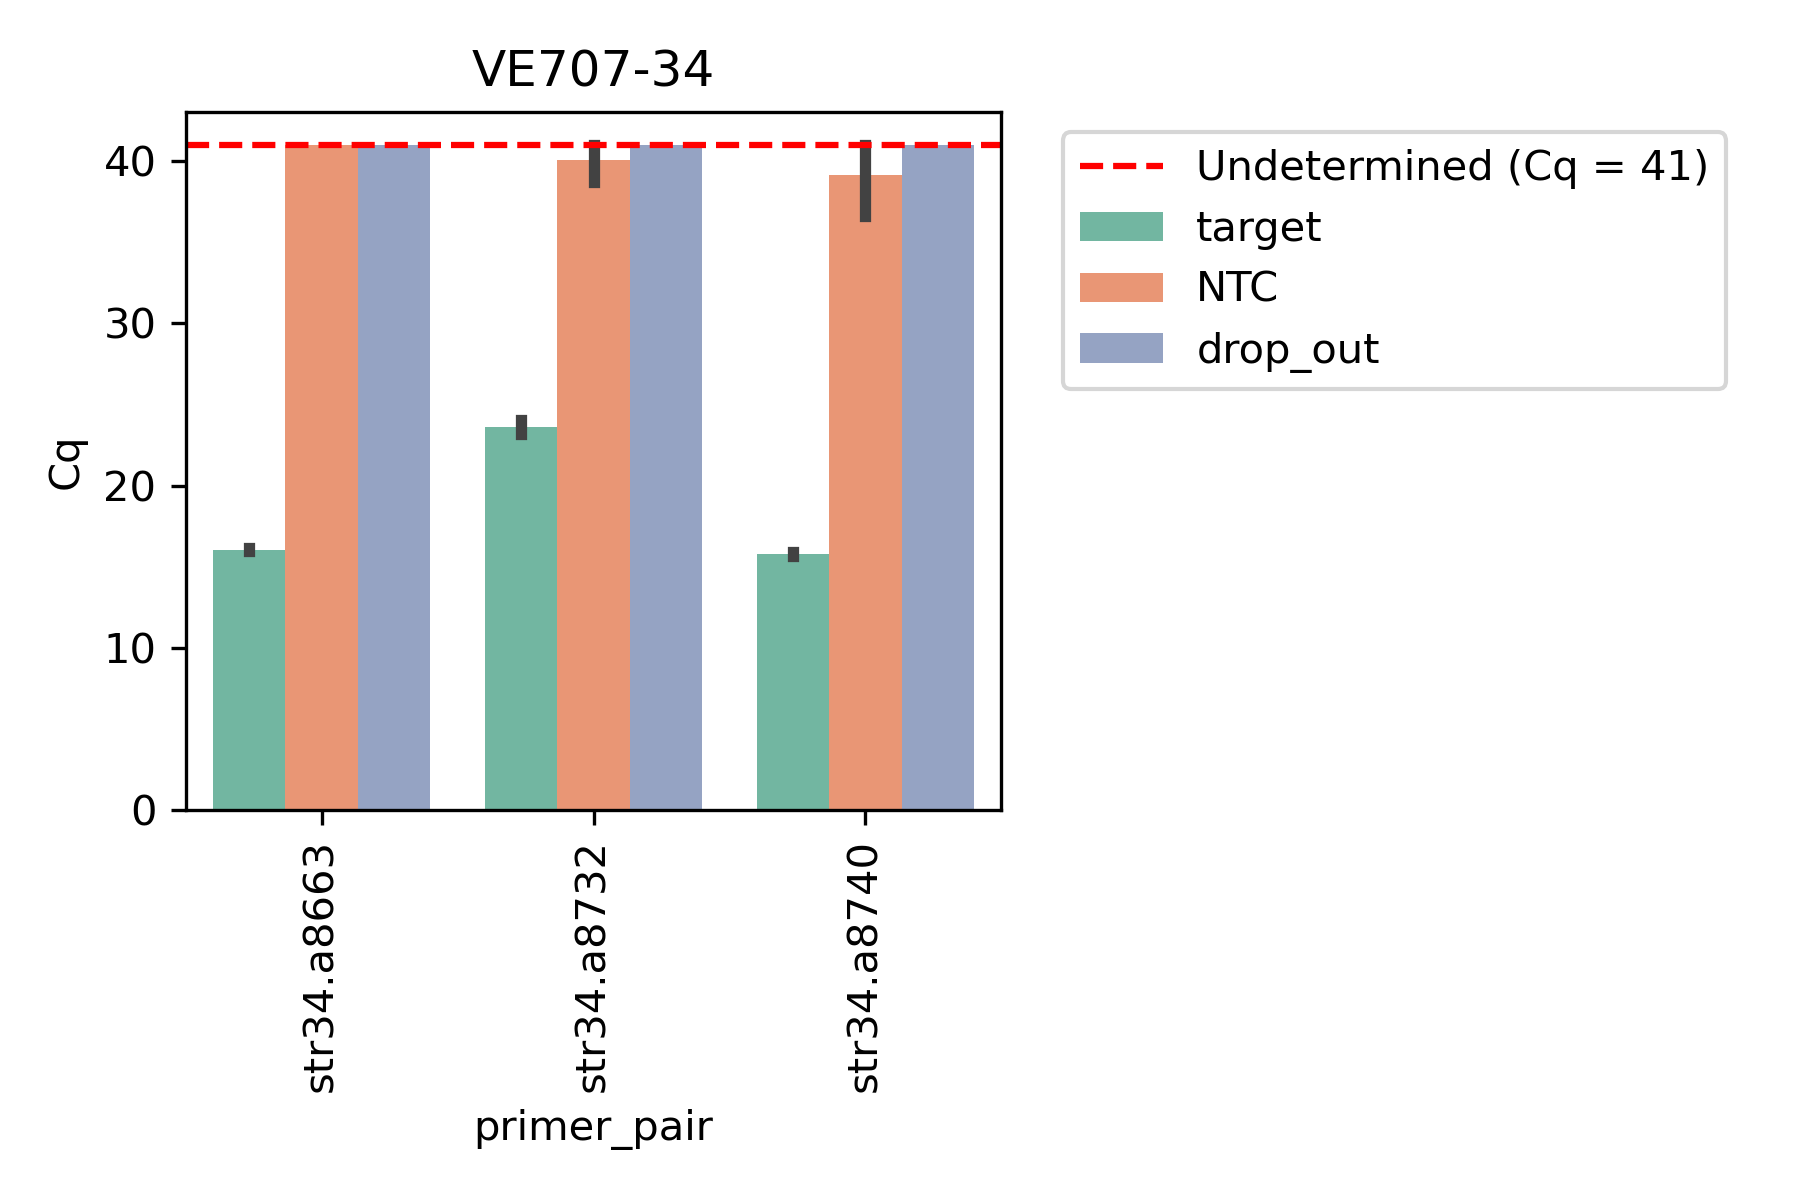 VE707-34
Undetermined (Cq = 41)
target
NTC
drop_out
Cq
40
30
20
10
0
str34.a8663
str34.a8732
str34.a8740
primer_pair